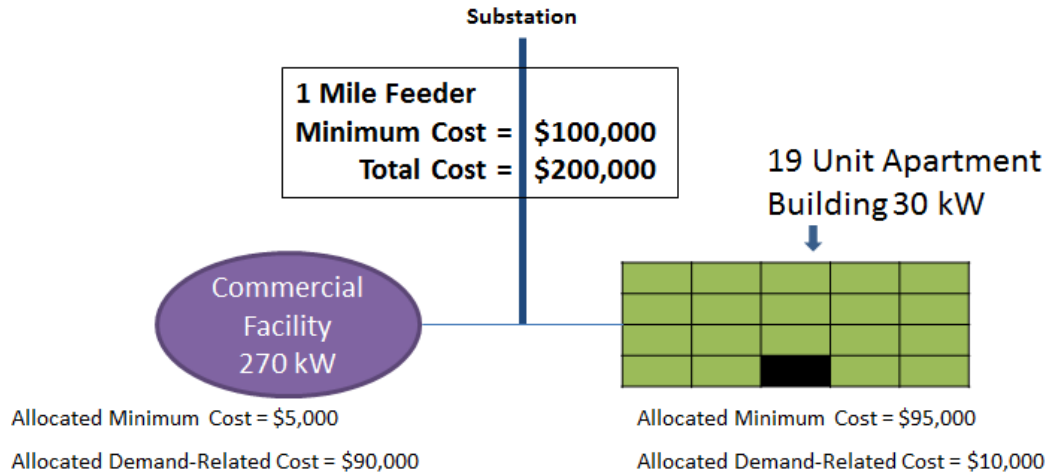 Substation
1 Mile Feeder
Minimum Cost = $100,000
Total Cost = $200,000
19 Unit Apartment
Building 30 kW
Commercial
Facility
270 kW
Allocated Minimum Cost = $5,000
Allocated Demand-Related Cost = $90,000
Allocated Minimum Cost = $95,000
Allocated Demand-Related Cost = $10,000